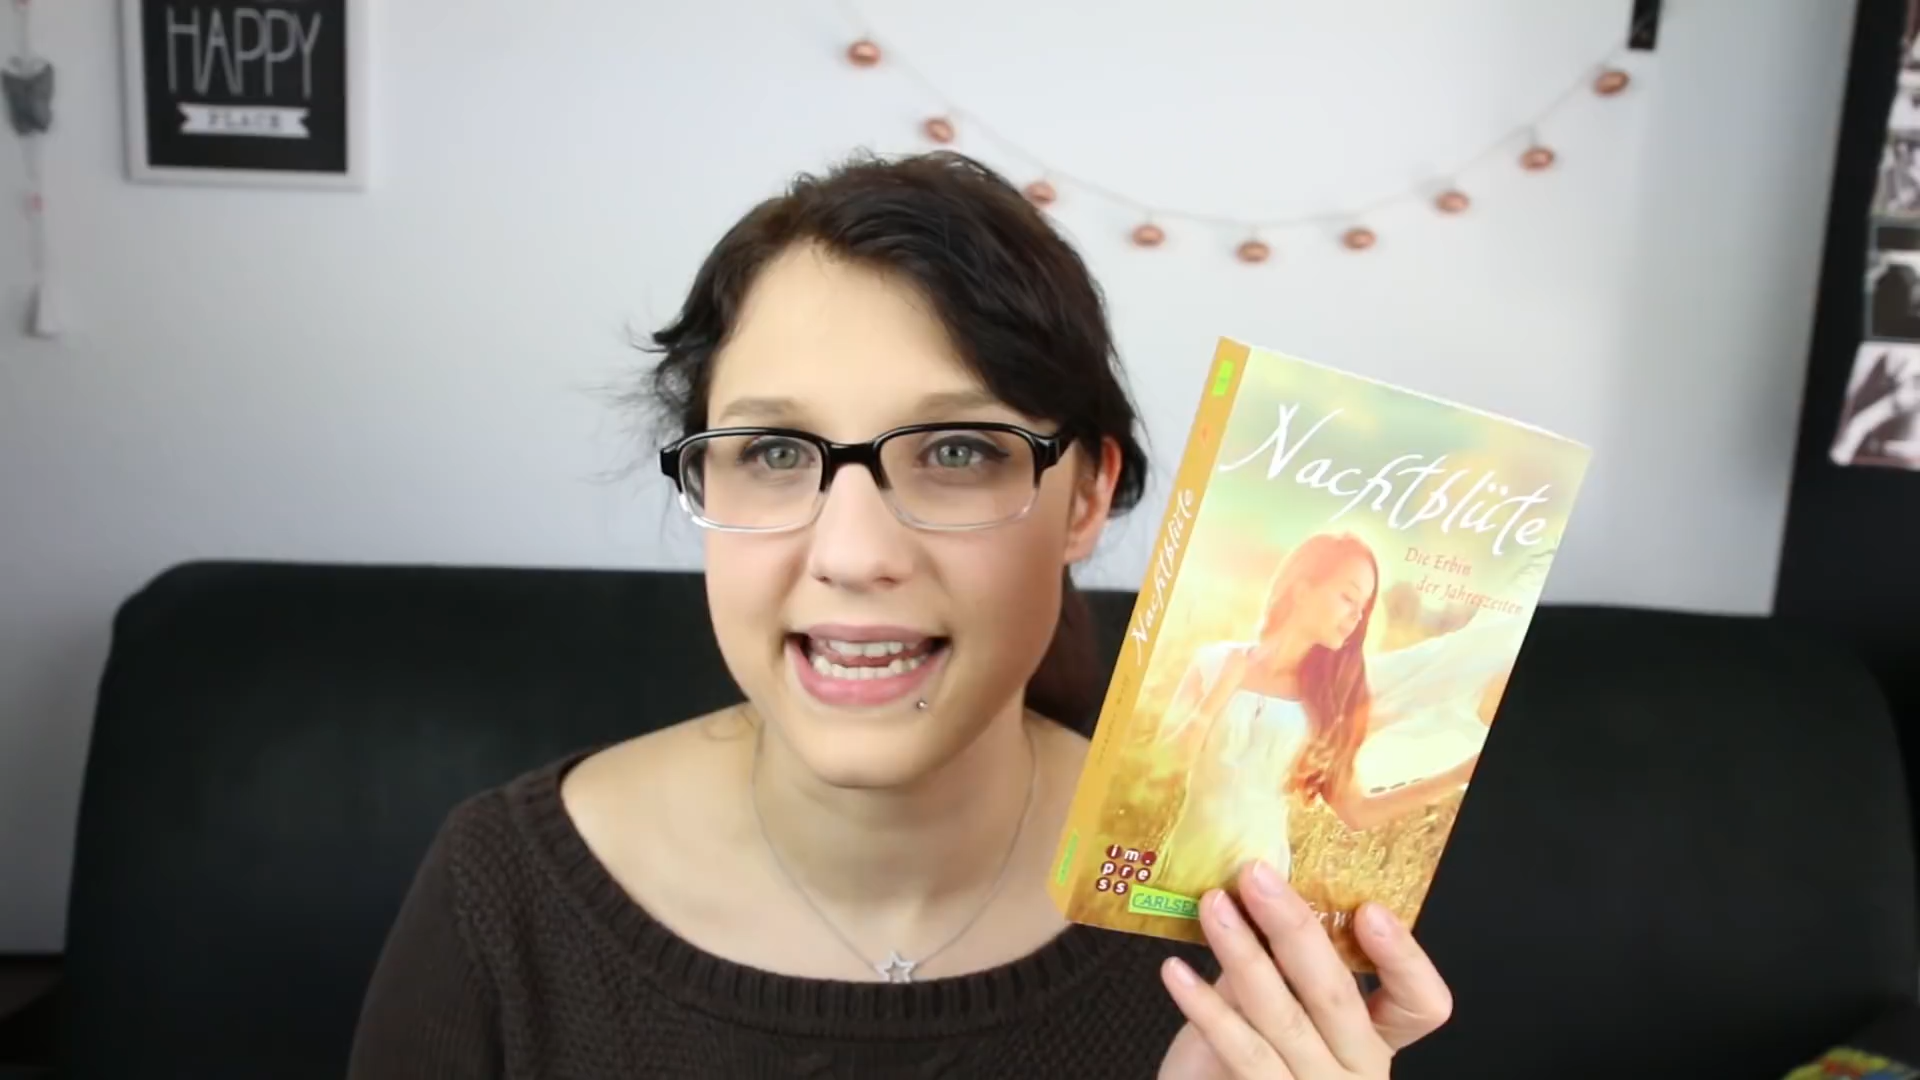 HAPPY
PLACE
Nachtblüte
Die Erbin
der Jahreszeiten
Nachtblüte
im.
pre
ss
CARLSEN